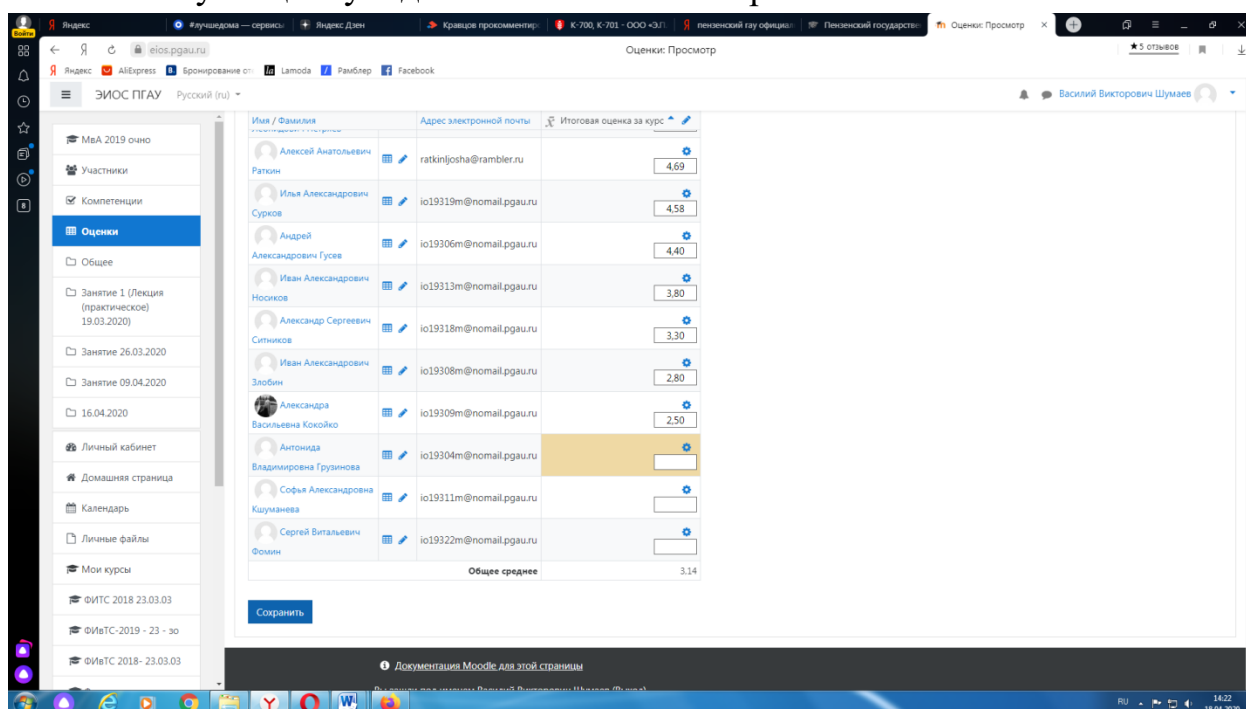 Войти
Яндекс
#лучшедома — сервисы
Яндекс Дзен
Кравцов прокомментир
К-700, К-701 - ООО «Э.П.
пензенский гау официал
Пензенский государстве
Оценки: Просмотр
eios.pgau.ru
Оценки: Просмотр
★5 отзывов
Яндекс
AliExpress
Бронирование от
Lamoda
Рамблер
Facebook
ЭИОС ПГАУ
Русский (ru)
Василий Викторович Шумаев
МвА 2019 очно
Участники
Компетенции
Оценки
Общее
Занятие 1 (Лекция
(практическое)
19.03.2020)
Занятие 26.03.2020
Занятие 09.04.2020
16.04.2020
Личный кабинет
Домашняя страница
Календарь
Личные файлы
Мои курсы
ФИТС 2018 23.03.03
ФИвТС-2019 - 23 - зо
ФИвТС 2018- 23.03.03
Имя / Фамилия
Адрес электронной почты
Итоговая оценка за курс
Алексей Анатольевич
Раткин
ratkinljosha@rambler.ru
4,69
Илья Александрович
Сурков
io19319m@nomail.pgau.ru
4,58
Андрей
Александрович Гусев
io19306m@nomail.pgau.ru
4,40
Иван Александрович
Носиков
io19313m@nomail.pgau.ru
3,80
Александр Сергеевич
Ситников
io19318m@nomail.pgau.ru
3,30
Иван Александрович
Злобин
io19308m@nomail.pgau.ru
2,80
Александра
Васильевна Кокойко
io19309m@nomail.pgau.ru
2,50
Антонида
Владимировна Грузинова
io19304m@nomail.pgau.ru
Софья Александровна
Кшуманева
io19311m@nomail.pgau.ru
Сергей Витальевич
Фомин
io19322m@nomail.pgau.ru
Общее среднее
3,14
Сохранить
Документация Moodle для этой страницы
RU
14:22